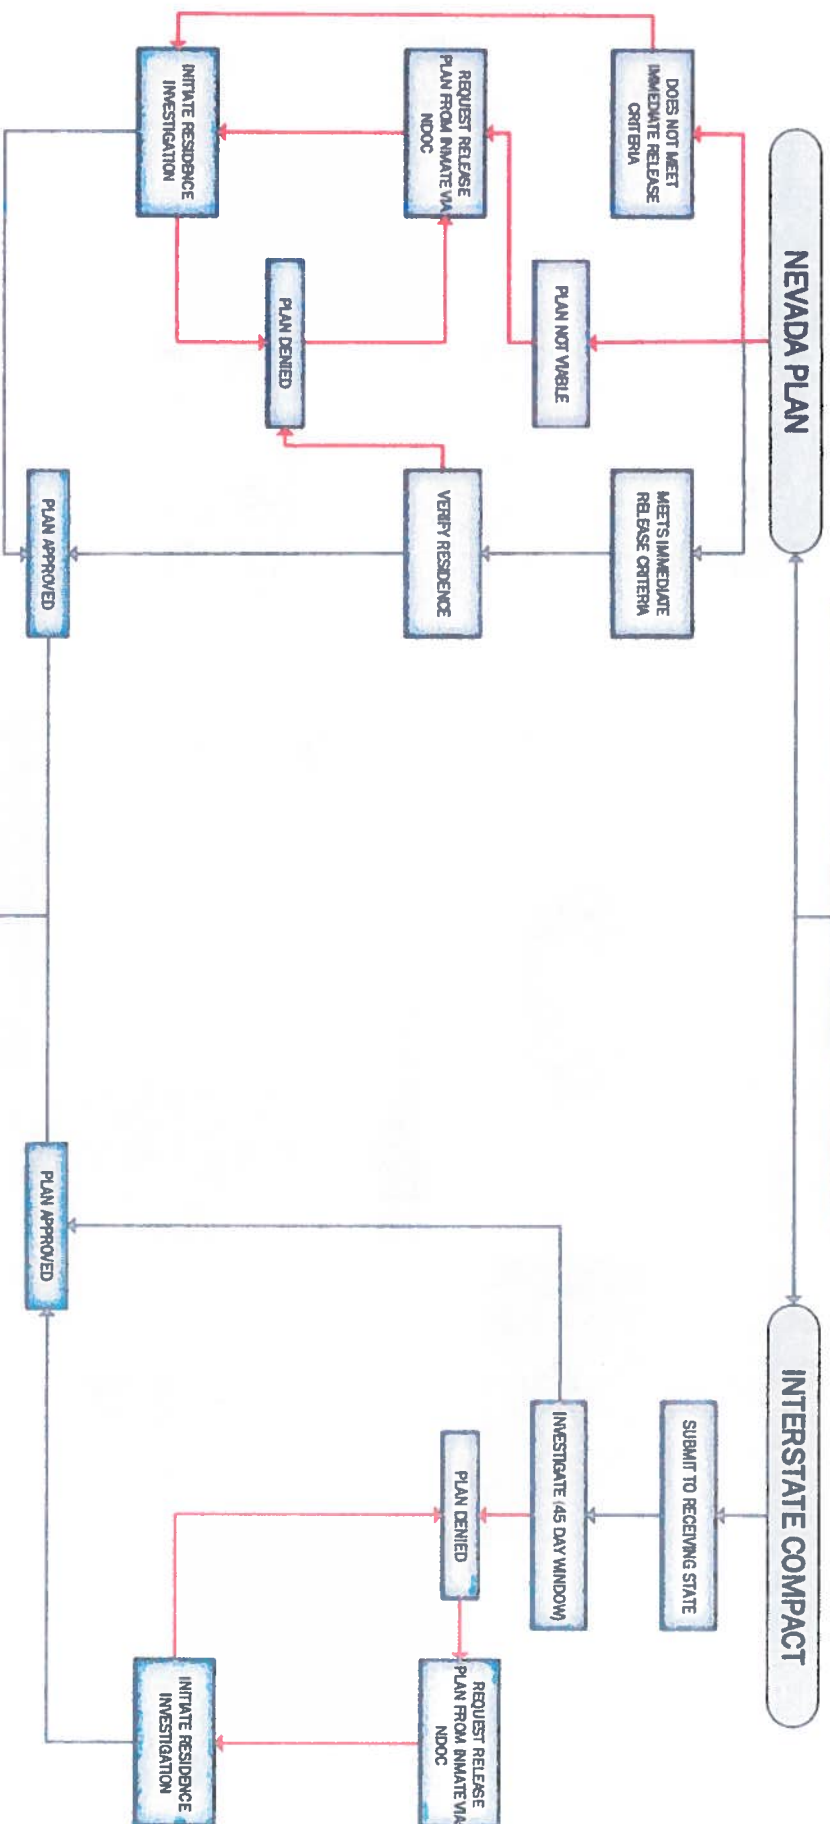 NEVADA PLAN
DOES NOT MEET
IMMEDIATE RELEASE
CRITERIA
PLAN NOT VIABLE
MEETS IMMEDIATE
RELEASE CRITERIA
REQUEST RELEASE
PLAN FROM INMATE VIA
NDOC
VERIFY RESIDENCE
PLAN DENIED
INITIATE RESIDENCE
INVESTIGATION
PLAN APPROVED
INTERSTATE COMPACT
SUBMIT TO RECEIVING STATE
INVESTIGATE (45 DAY WINDOW)
PLAN DENIED
REQUEST RELEASE
PLAN FROM INMATE VIA
NDOC
INITIATE RESIDENCE
INVESTIGATION
PLAN APPROVED